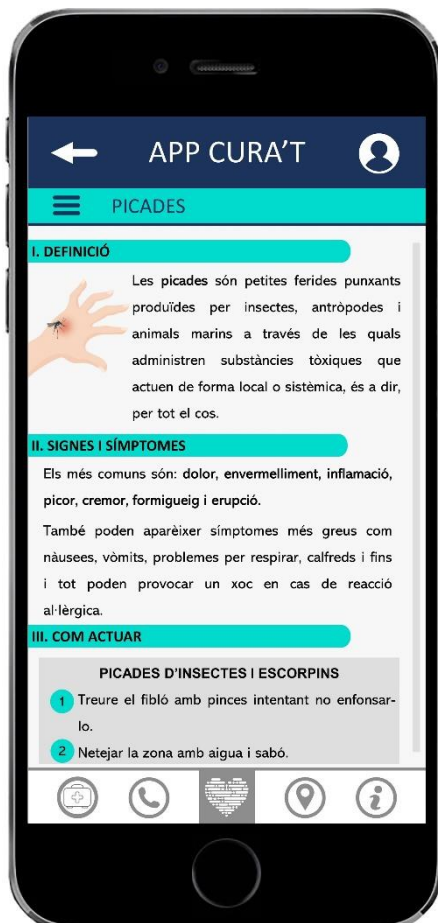 APP CURA'T
PICADES
I. DEFINICIÓ
Les picades són petites ferides punxants
produïdes per insectes, antròpodes i
animals marins a través de les quals
administren substàncies tòxiques que
actuen de forma local o sistèmica, és a dir,
per tot el cos.
II. SIGNES I SÍMPTOMES
Els més comuns són: dolor, envermelliment, inflamació,
picor, cremor, formigueig i erupció.
També poden aparèixer símptomes més greus com
nàusees, vòmits, problemes per respirar, calfreds i fins
i tot poden provocar un xoc en cas de reacció
al·lèrgica.
III. COM ACTUAR
PICADES D'INSECTES I ESCORPINS
1 Treure el fibló amb pinces intentant no enfonsar-
lo.
2 Netejar la zona amb aigua i sabó.